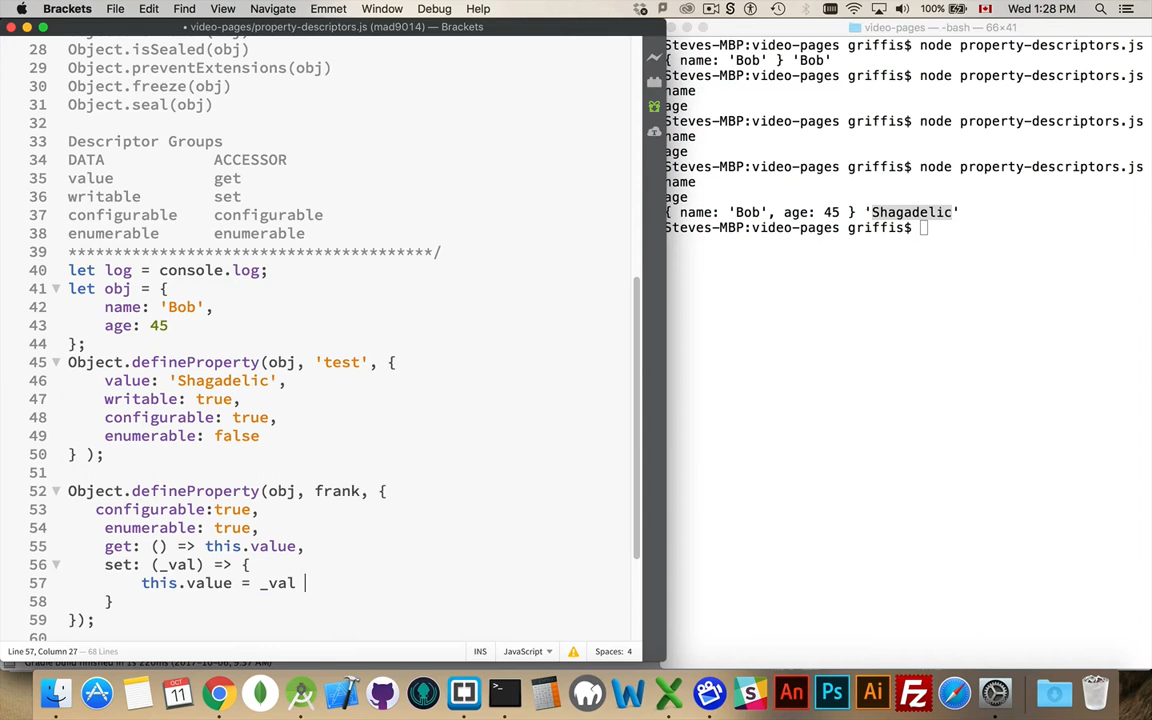 Brackets File Edit Find View Navigate Emmet Window Debug Help 100% Wed 1:28 PM
• video-pages/property-descriptors.js (mad9014) — Brackets
video-pages — -bash — 66×41
28 Object.isSealed(obj)
29 Object.preventExtensions(obj)
30 Object.freeze(obj)
31 Object.seal(obj)
32
33 Descriptor Groups
34 DATA ACCESSOR
35 value get
36 writable set
37 configurable configurable
38 enumerable enumerable
39 ****************************************/
40 let log = console.log;
41 let obj = {
42 name: 'Bob',
43 age: 45
44 };
45 Object.defineProperty(obj, 'test', {
46 value: 'Shagadelic',
47 writable: true,
48 configurable: true,
49 enumerable: false
50 } );
51
52 Object.defineProperty(obj, frank, {
53 configurable:true,
54 enumerable: true,
55 get: () => this.value,
56 set: (_val) => {
57 this.value = _val
58 }
59 });
60
Line 57, Column 27 — 68 Lines INS JavaScript Spaces: 4
Steves-MBP:video-pages griffis$ node property-descriptors.js
{ name: 'Bob' } 'Bob'
Steves-MBP:video-pages griffis$ node property-descriptors.js
name
age
Steves-MBP:video-pages griffis$ node property-descriptors.js
name
age
Steves-MBP:video-pages griffis$ node property-descriptors.js
name
age
{ name: 'Bob', age: 45 } 'Shagadelic'
Steves-MBP:video-pages griffis$
OCT
11
An Ps Ai Fz